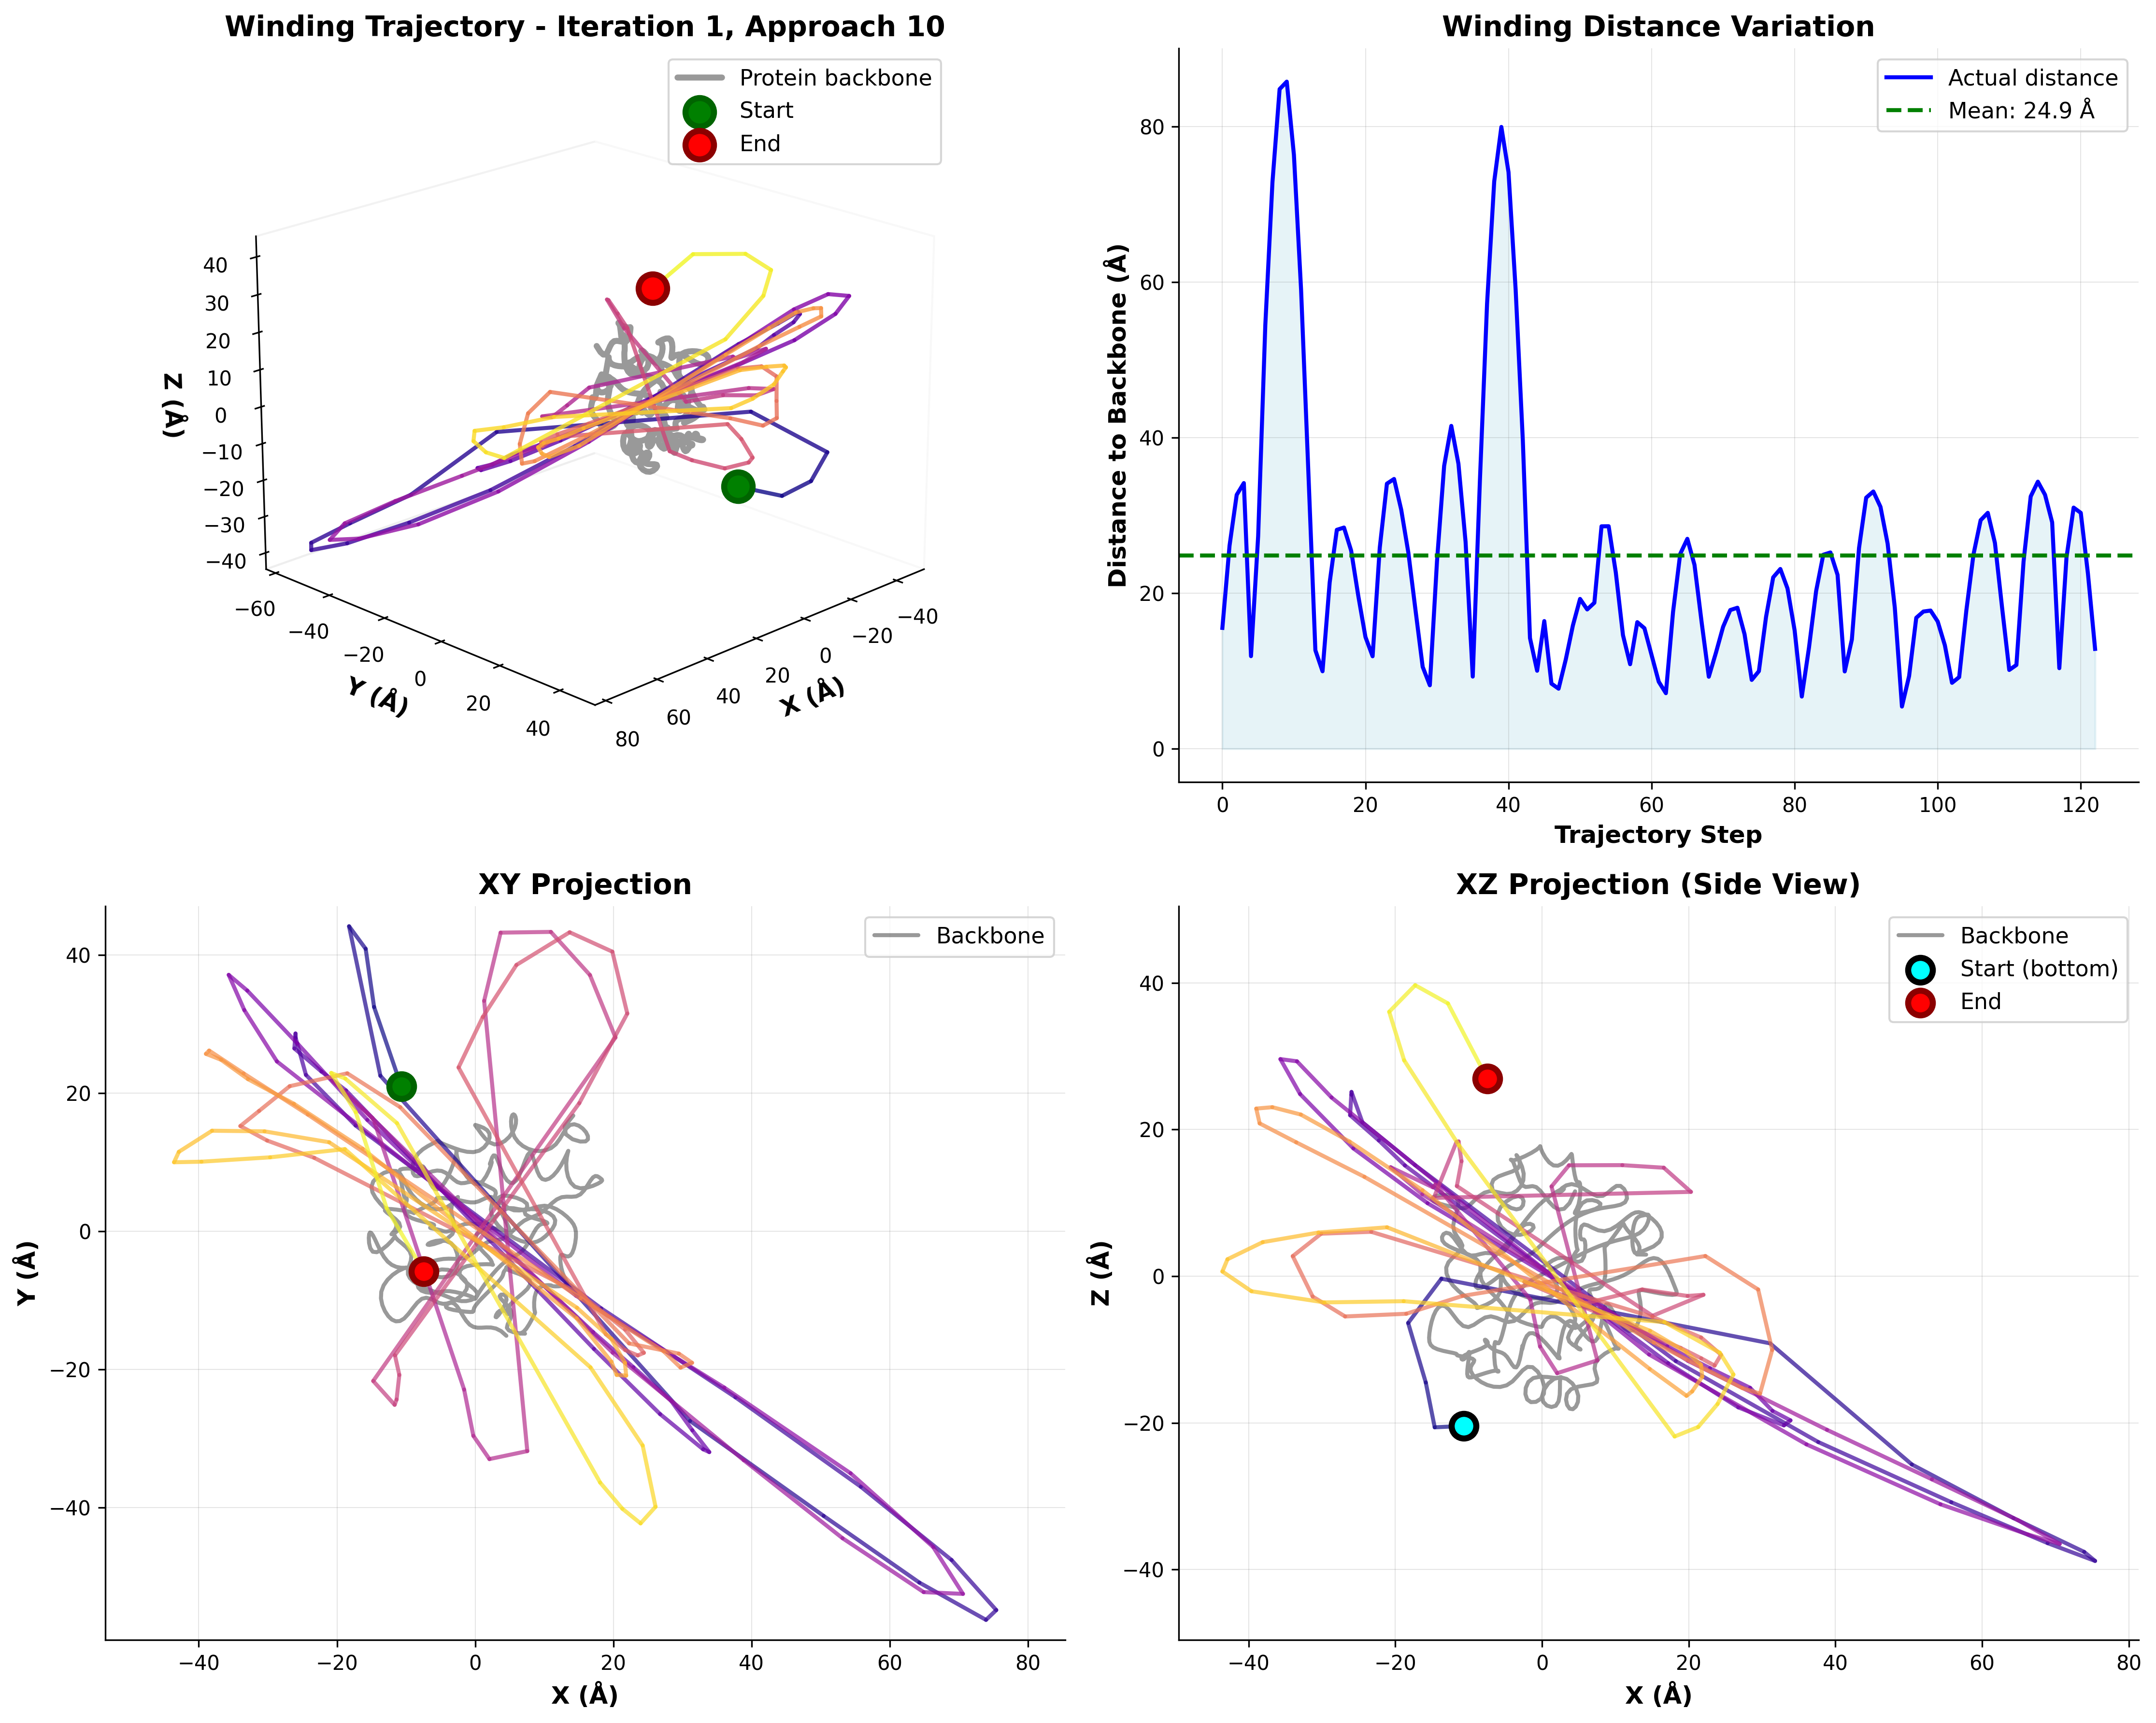 Winding Trajectory - Iteration 1, Approach 10
Protein backbone
Start
End
40
30
20
10
0
−10
−20
−30
−40
Z (Å)
−60
−40
−20
0
20
40
Y (Å)
80
60
40
20
0
−20
−40
X (Å)
Winding Distance Variation
Actual distance
Mean: 24.9 Å
80
60
40
20
0
Distance to Backbone (Å)
0
20
40
60
80
100
120
Trajectory Step
XY Projection
Backbone
40
20
0
−20
−40
Y (Å)
−40
−20
0
20
40
60
80
X (Å)
XZ Projection (Side View)
Backbone
Start (bottom)
End
40
20
0
−20
−40
Z (Å)
−40
−20
0
20
40
60
80
X (Å)